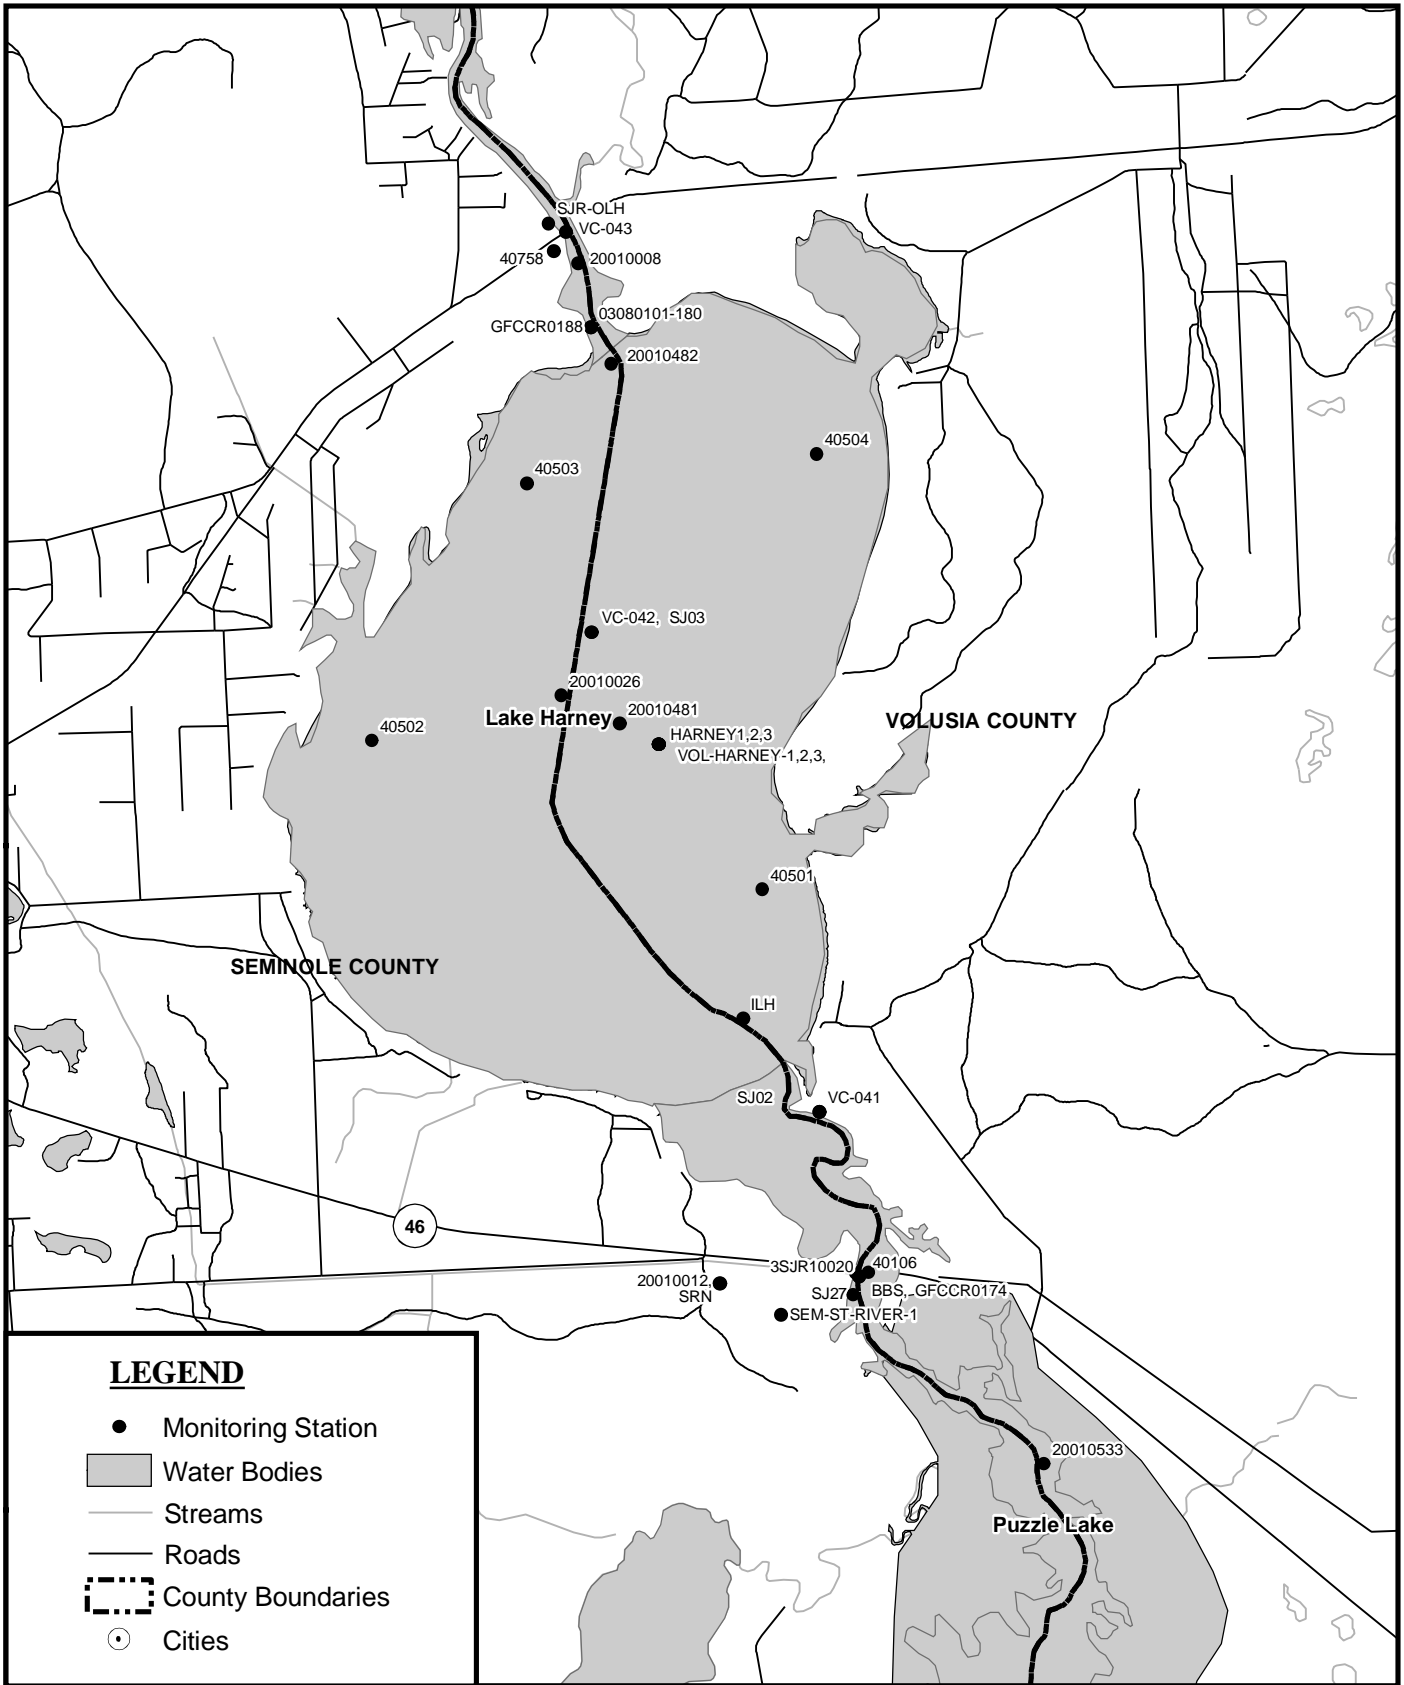 SJR-OLH
VC-043
40758
20010008
03080101-180
GFCCR0188
20010482
40504
40503
VC-042, SJ03
20010026
Lake Harney
20010481
VOLUSIA COUNTY
40502
HARNEY1,2,3
VOL-HARNEY-1,2,3,
40501
SEMINOLE COUNTY
ILH
SJ02
VC-041
46
3SJR10020
40106
20010012,
SRN
SJ27
BBS, GFCCR0174
SEM-ST-RIVER-1
20010533
Puzzle Lake
LEGEND
Monitoring Station
Water Bodies
Streams
Roads
County Boundaries
Cities